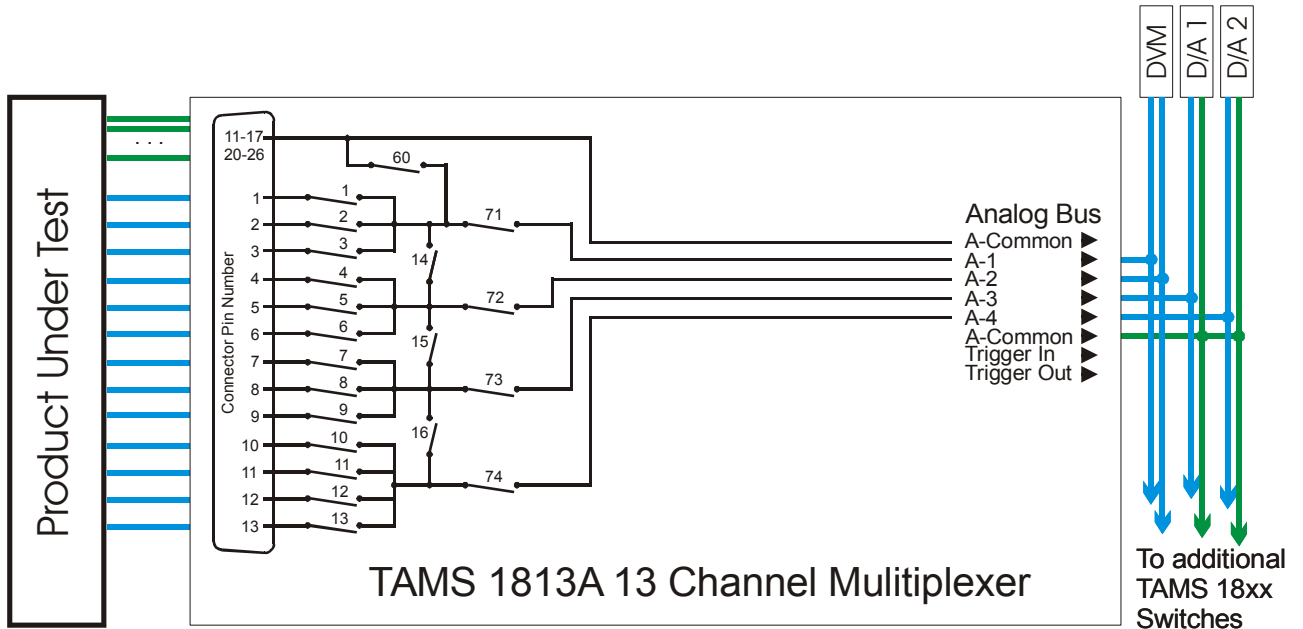 DVM
D/A 1
D/A 2
Product Under Test
. . .
11-17
20-26
60
Connector Pin Number
1
2
3
4
5
6
7
8
9
10
11
12
13
1
2
3
4
5
6
7
8
9
10
11
12
13
14
15
16
71
72
73
74
Analog Bus
A-Common
A-1
A-2
A-3
A-4
A-Common
Trigger In
Trigger Out
TAMS 1813A 13 Channel Mulitiplexer
To additional
TAMS 18xx
Switches